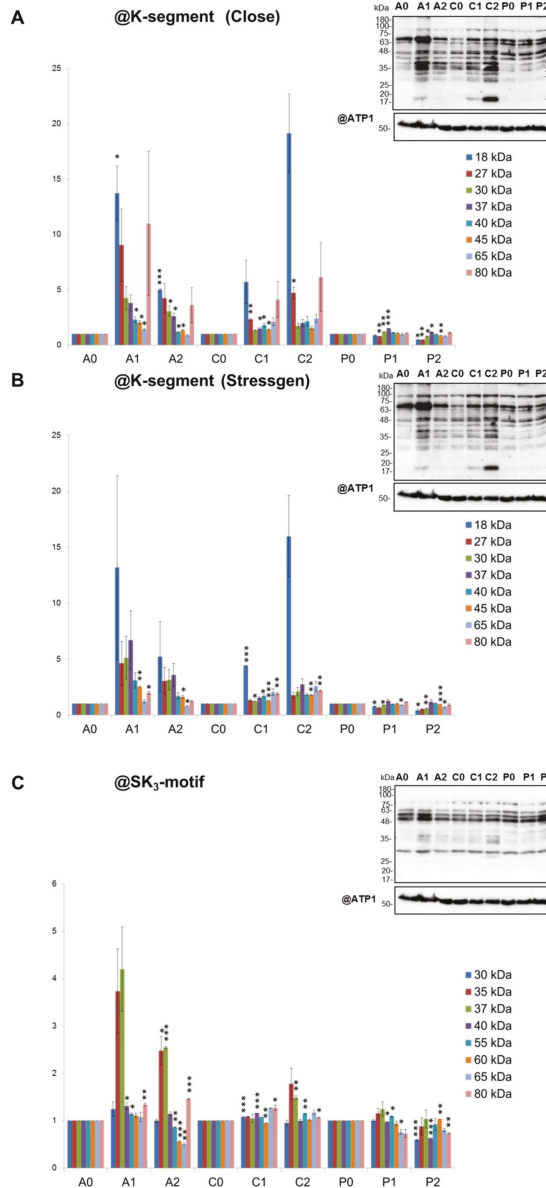 A
@K-segment (Close)
kDa A0 A1 A2 C0 C1 C2 P0 P1 P2
180-
100-
75-
63-
48-
35-
25-
20-
17-
@ATP1
50-
25
20
15
10
5
0
18 kDa
27 kDa
30 kDa
37 kDa
40 kDa
45 kDa
65 kDa
80 kDa
A0 A1 A2 C0 C1 C2 P0 P1 P2
B
@K-segment (Stressgen)
kDa A0 A1 A2 C0 C1 C2 P0 P1 P2
180-
100-
75-
63-
48-
35-
25-
20-
17-
@ATP1
50-
25
20
15
10
5
0
18 kDa
27 kDa
30 kDa
37 kDa
40 kDa
45 kDa
65 kDa
80 kDa
A0 A1 A2 C0 C1 C2 P0 P1 P2
C
@SK₃-motif
kDa A0 A1 A2 C0 C1 C2 P0 P1
180-
100-
75-
63-
48-
35-
25-
20-
17-
@ATP1
50-
6
5
4
3
2
1
0
30 kDa
35 kDa
37 kDa
40 kDa
55 kDa
60 kDa
65 kDa
80 kDa
A0 A1 A2 C0 C1 C2 P0 P1 P2